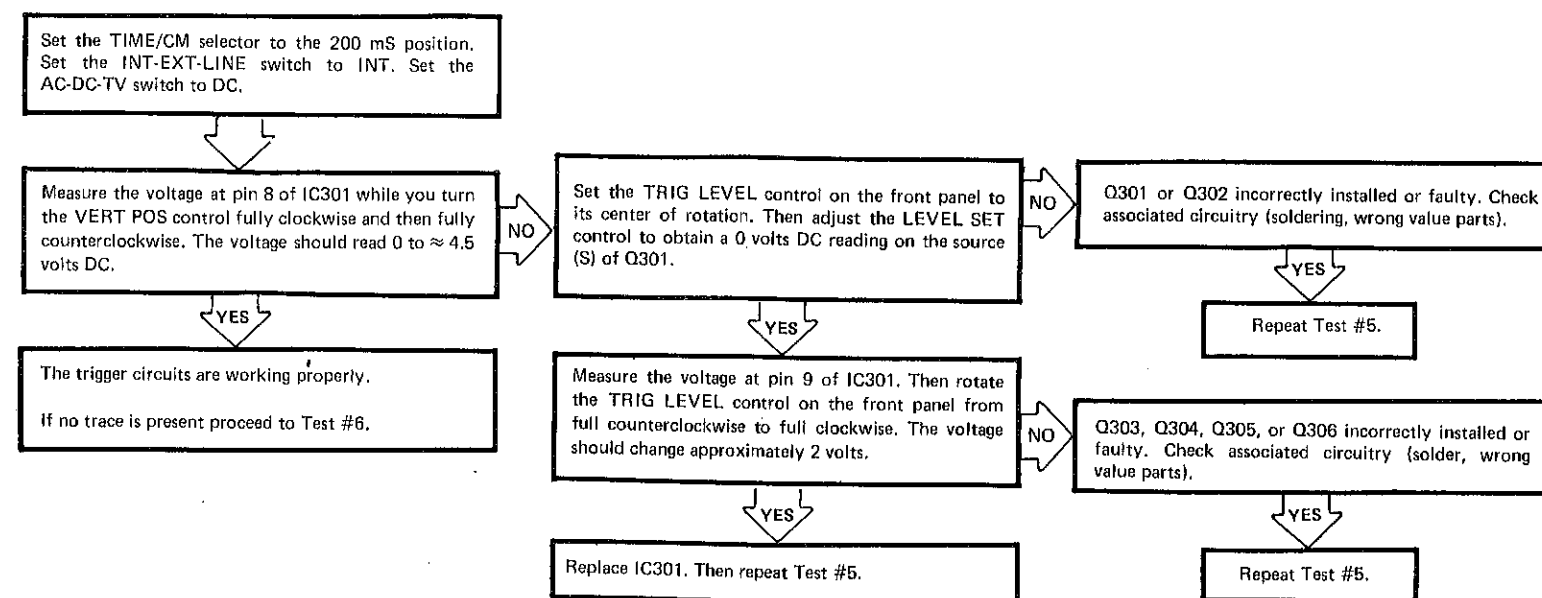 Set the TIME/CM selector to the 200 mS position.
Set the INT-EXT-LINE switch to INT. Set the
AC-DC-TV switch to DC.
Measure the voltage at pin 8 of IC301 while you turn
the VERT POS control fully clockwise and then fully
counterclockwise. The voltage should read 0 to ≈ 4.5
volts DC.
NO
Set the TRIG LEVEL control on the front panel to
its center of rotation. Then adjust the LEVEL SET
control to obtain a 0 volts DC reading on the source
(S) of Q301.
NO
Q301 or Q302 incorrectly installed or faulty. Check
associated circuitry (soldering, wrong value parts).
YES
Repeat Test #5.
YES
The trigger circuits are working properly.
If no trace is present proceed to Test #6.
YES
Measure the voltage at pin 9 of IC301. Then rotate
the TRIG LEVEL control on the front panel from
full counterclockwise to full clockwise. The voltage
should change approximately 2 volts.
NO
Q303, Q304, Q305, or Q306 incorrectly installed or
faulty. Check associated circuitry (solder, wrong
value parts).
YES
Replace IC301. Then repeat Test #5.
YES
Repeat Test #5.